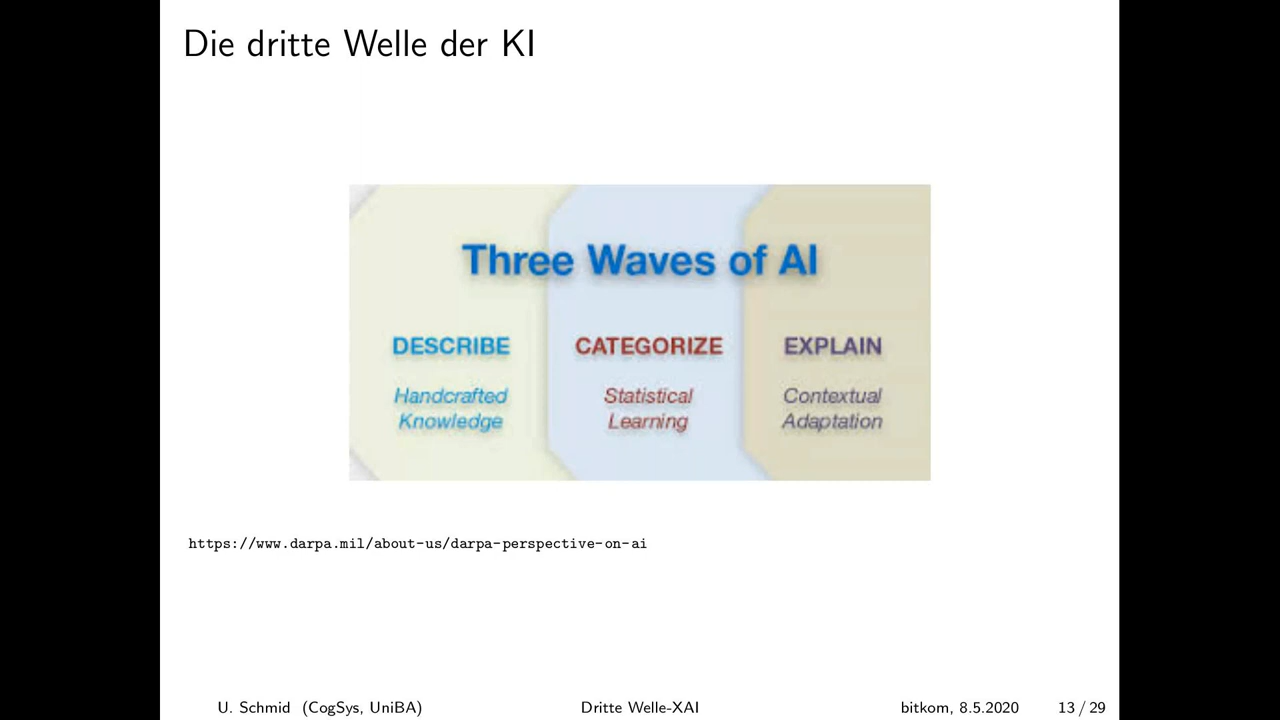 Die dritte Welle der KI
Three Waves of AI
DESCRIBE
Handcrafted
Knowledge
CATEGORIZE
Statistical
Learning
EXPLAIN
Contextual
Adaptation
https://www.darpa.mil/about-us/darpa-perspective-on-ai
U. Schmid (CogSys, UniBA) Dritte Welle-XAI bitkom, 8.5.2020 13 / 29